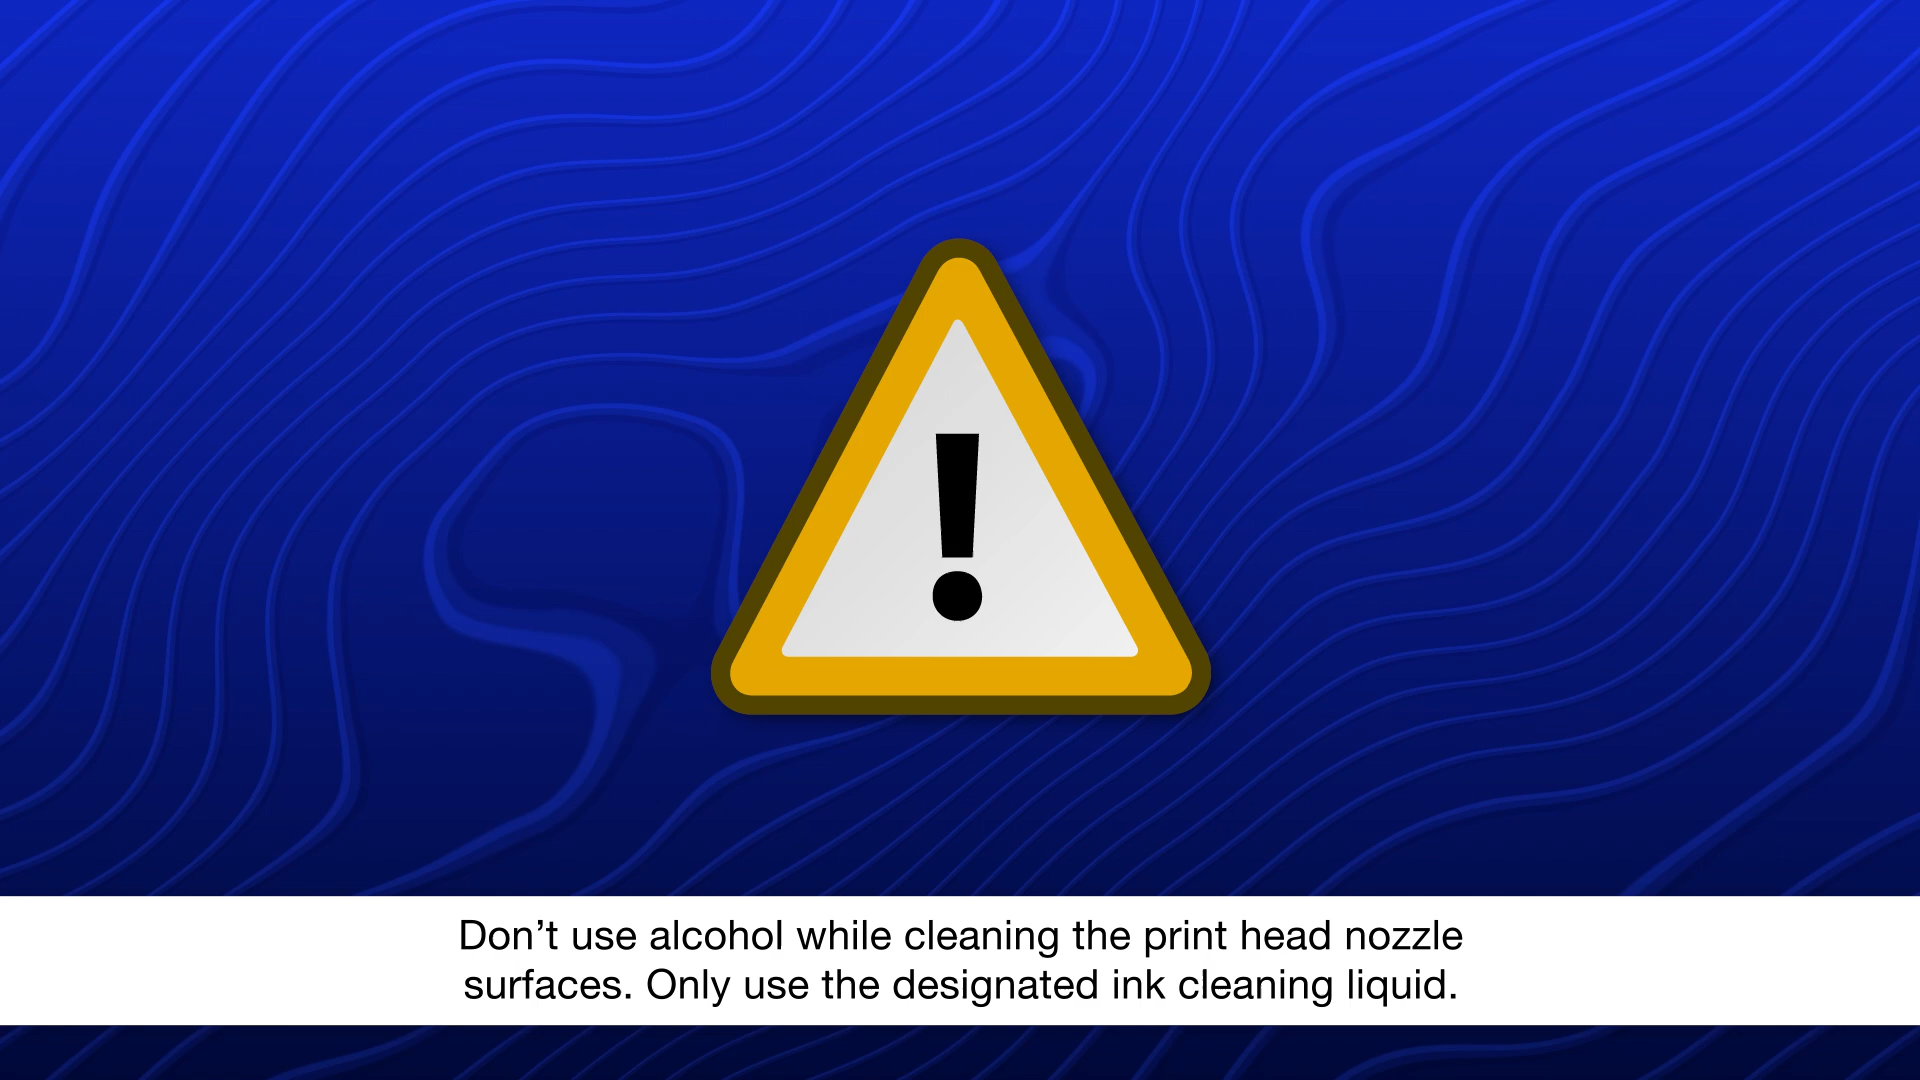 !
Don’t use alcohol while cleaning the print head nozzle
surfaces. Only use the designated ink cleaning liquid.